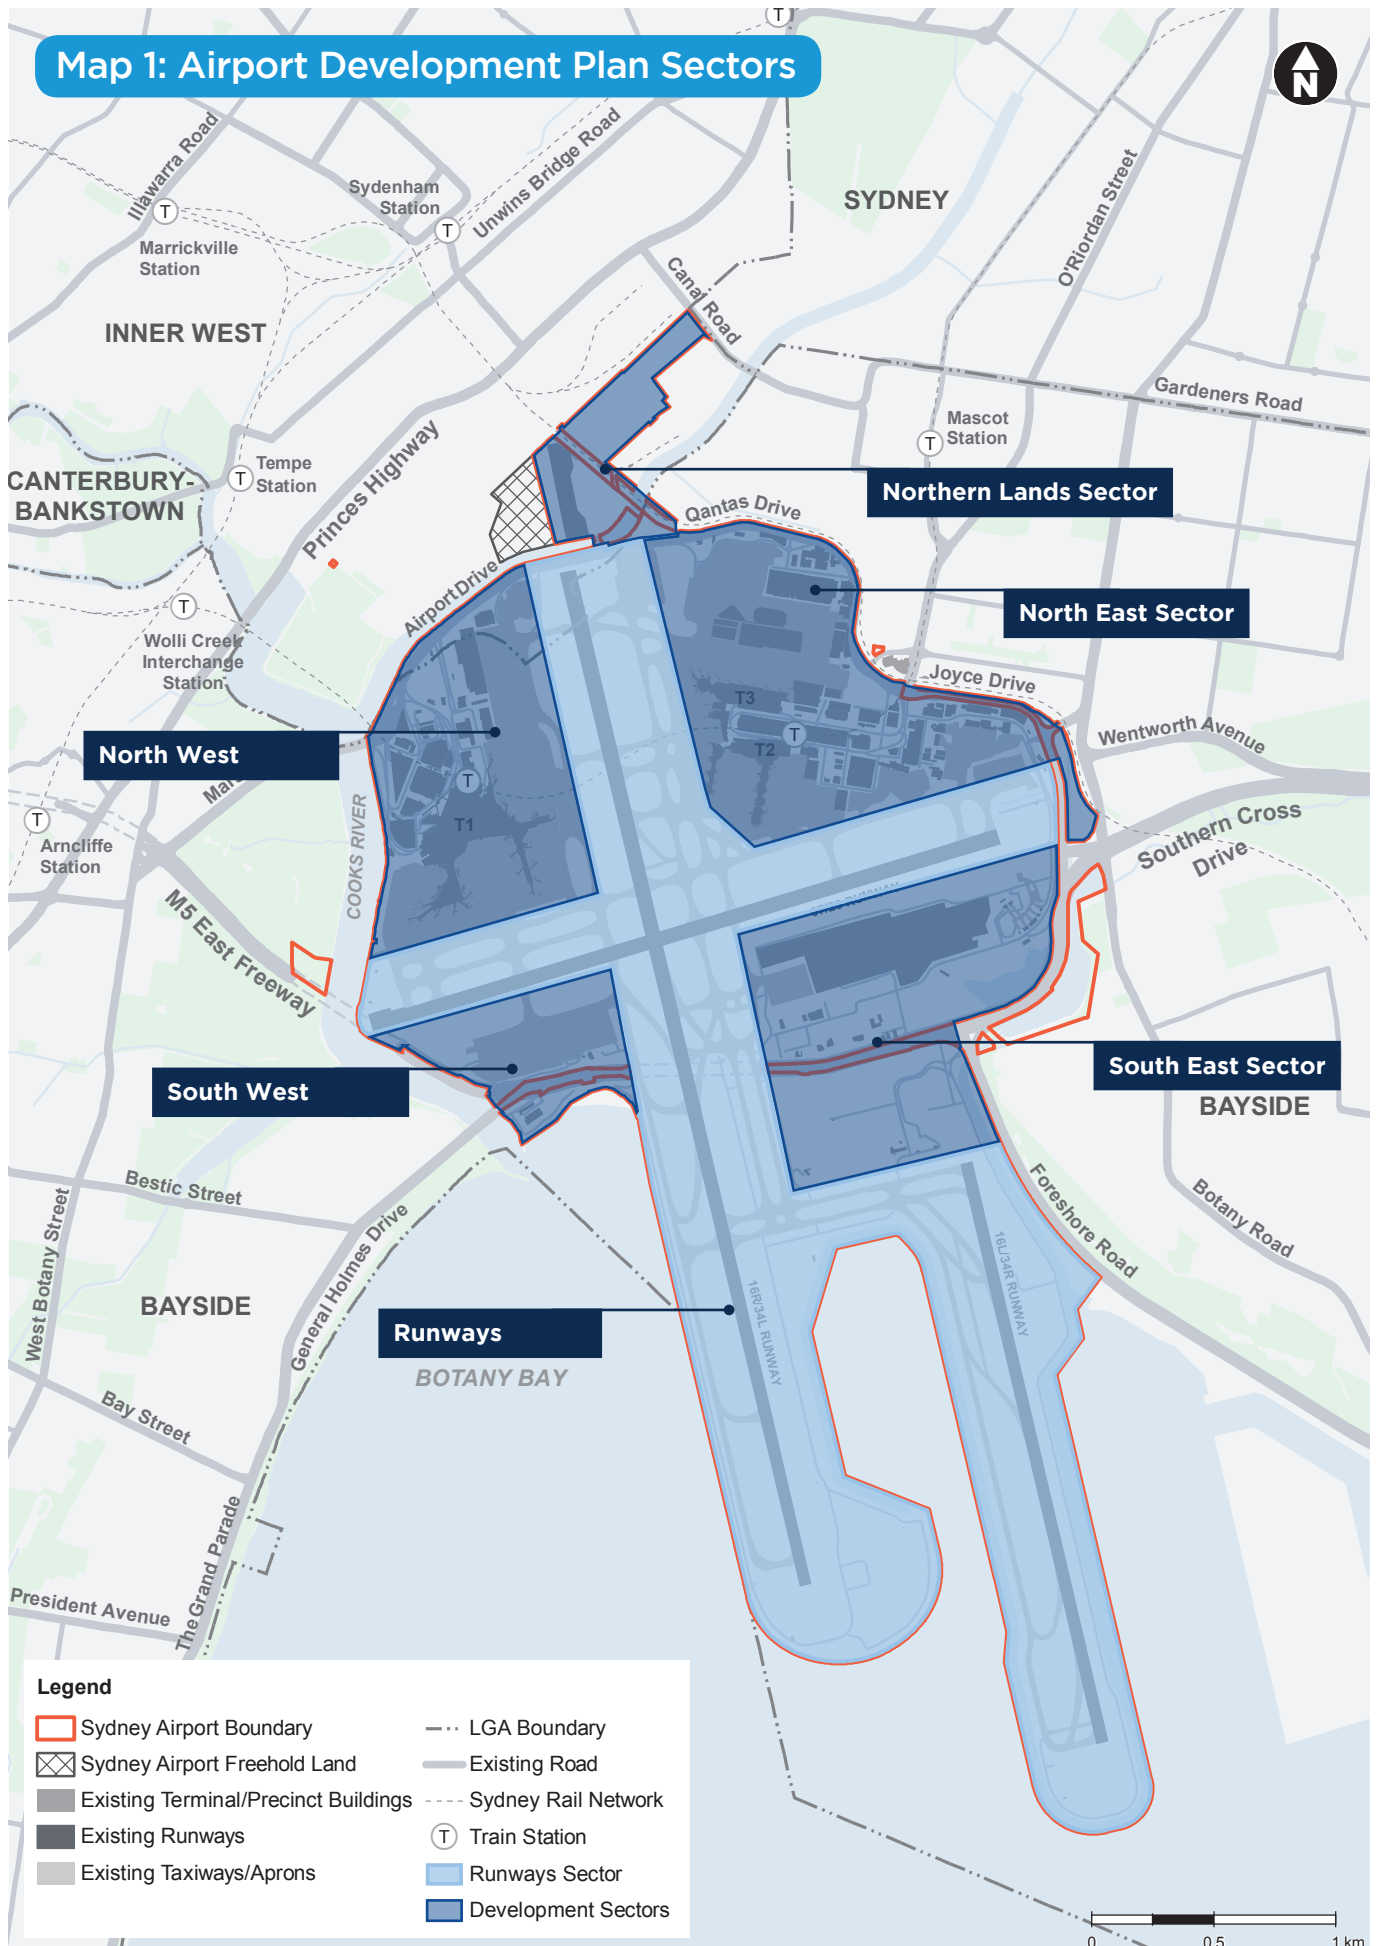 Map 1: Airport Development Plan Sectors
N
T
Illawarra Road
Unwins Bridge Road
O'Riordan Street
Sydenham
Station
T
T
SYDNEY
Marrickville
Station
Canal Road
INNER WEST
Gardeners Road
Princes Highway
Mascot
Station
T
Tempe
Station
T
CANTERBURY-
BANKSTOWN
Northern Lands Sector
Qantas Drive
Airport Drive
T
Wolli Creek
Interchange
Station
North East Sector
Joyce Drive
T3
T2
T
Wentworth Avenue
North West
T
T1
COOKS RIVER
T
Arncliffe
Station
Southern Cross
Drive
M5 East Freeway
South East Sector
South West
BAYSIDE
Bestic Street
Foreshore Road
Botany Road
West Botany Street
General Holmes Drive
16L/34R RUNWAY
16R/34L RUNWAY
BAYSIDE
Runways
BOTANY BAY
Bay Street
The Grand Parade
President Avenue
Legend
Sydney Airport Boundary
Sydney Airport Freehold Land
Existing Terminal/Precinct Buildings
Existing Runways
Existing Taxiways/Aprons
LGA Boundary
Existing Road
Sydney Rail Network
T
Train Station
Runways Sector
Development Sectors
0 0.5 1 km